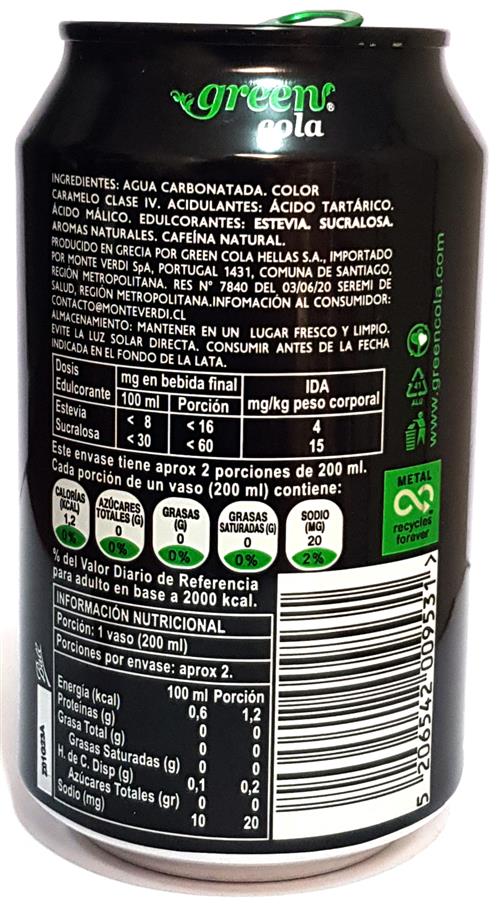 green®
cola
INGREDIENTES: AGUA CARBONATADA. COLOR
CARAMELO CLASE IV. ACIDULANTES: ÁCIDO TARTÁRICO.
ÁCIDO MÁLICO. EDULCORANTES: ESTEVIA. SUCRALOSA.
AROMAS NATURALES. CAFEÍNA NATURAL.
PRODUCIDO EN GRECIA POR GREEN COLA HELLAS S.A., IMPORTADO
POR MONTE VERDI SpA, PORTUGAL 1431, COMUNA DE SANTIAGO,
REGIÓN METROPOLITANA. RES Nº 7840 DEL 03/06/20 SEREMI DE
SALUD, REGIÓN METROPOLITANA.INFOMACIÓN AL CONSUMIDOR:
CONTACTO@MONTEVERDI.CL
ALMACENAMIENTO: MANTENER EN UN LUGAR FRESCO Y LIMPIO.
EVITE LA LUZ SOLAR DIRECTA. CONSUMIR ANTES DE LA FECHA
INDICADA EN EL FONDO DE LA LATA.
Dosis Edulcorante mg en bebida final IDA mg/kg peso corporal
100 ml Porción
Estevia < 8 < 16 4
Sucralosa < 30 < 60 15
Este envase tiene aprox 2 porciones de 200 ml.
Cada porción de un vaso (200 ml) contiene:
CALORÍAS (KCAL) 1,2 0%
AZÚCARES TOTALES (G) 0 0%
GRASAS (G) 0 0%
GRASAS SATURADAS (G) 0 0%
SODIO (MG) 20 2%
% del Valor Diario de Referencia
para adulto en base a 2000 kcal.
INFORMACIÓN NUTRICIONAL
Porción: 1 vaso (200 ml)
Porciones por envase: aprox 2.
100 ml Porción
Energía (kcal) 0,6 1,2
Proteínas (g) 0 0
Grasa Total (g) 0 0
Grasas Saturadas (g) 0 0
H. de C. Disp (g) 0,1 0,2
Azúcares Totales (gr) 0 0
Sodio (mg) 10 20
www.greencola.com
41
ALU
METAL
recycles
forever
5 206542 009531 >
Ball